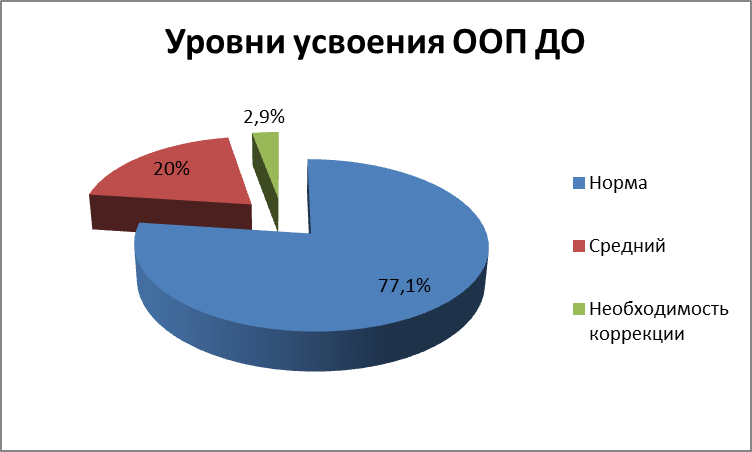 Уровни усвоения ООП ДО
2,9%
20%
77,1%
Норма
Средний
Необходимость
коррекции